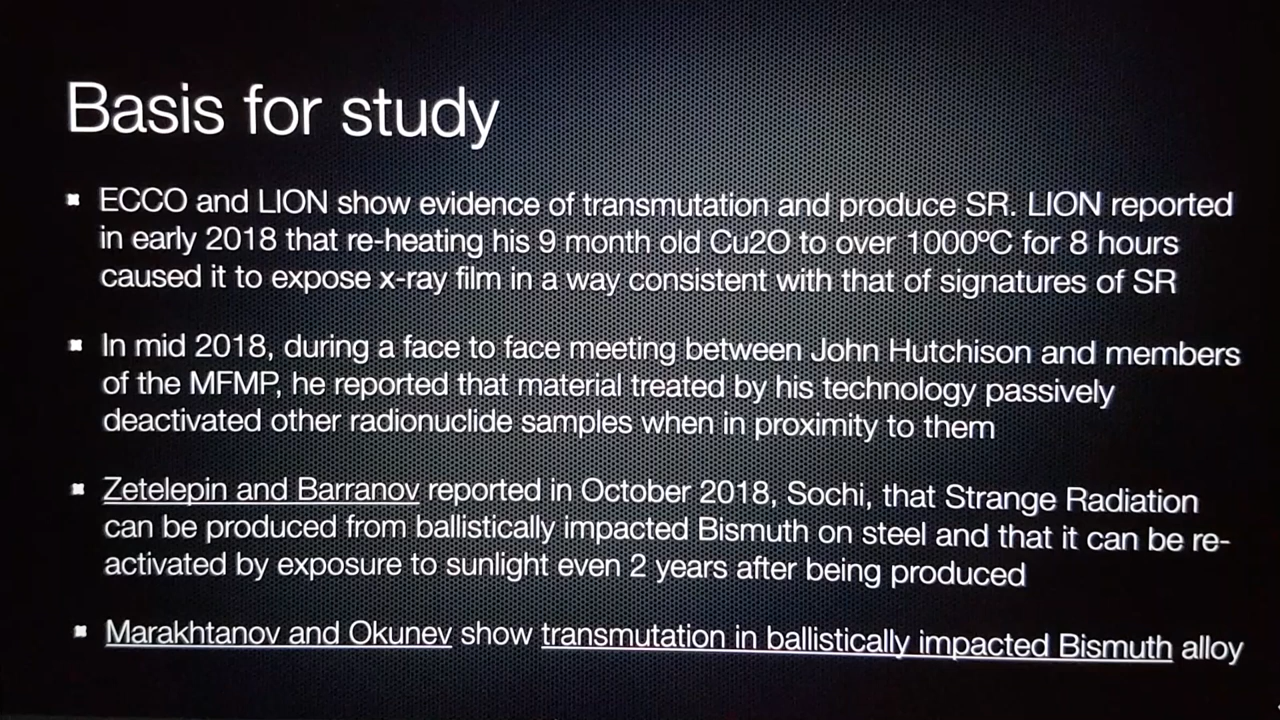 Basis for study
ECCO and LION show evidence of transmutation and produce SR. LION reported
in early 2018 that re-heating his 9 month old Cu2O to over 1000ºC for 8 hours
caused it to expose x-ray film in a way consistent with that of signatures of SR
In mid 2018, during a face to face meeting between John Hutchison and members
of the MFMP, he reported that material treated by his technology passively
deactivated other radionuclide samples when in proximity to them
Zetelepin and Barranov reported in October 2018, Sochi, that Strange Radiation
can be produced from ballistically impacted Bismuth on steel and that it can be re-
activated by exposure to sunlight even 2 years after being produced
Marakhtanov and Okunev show transmutation in ballistically impacted Bismuth alloy